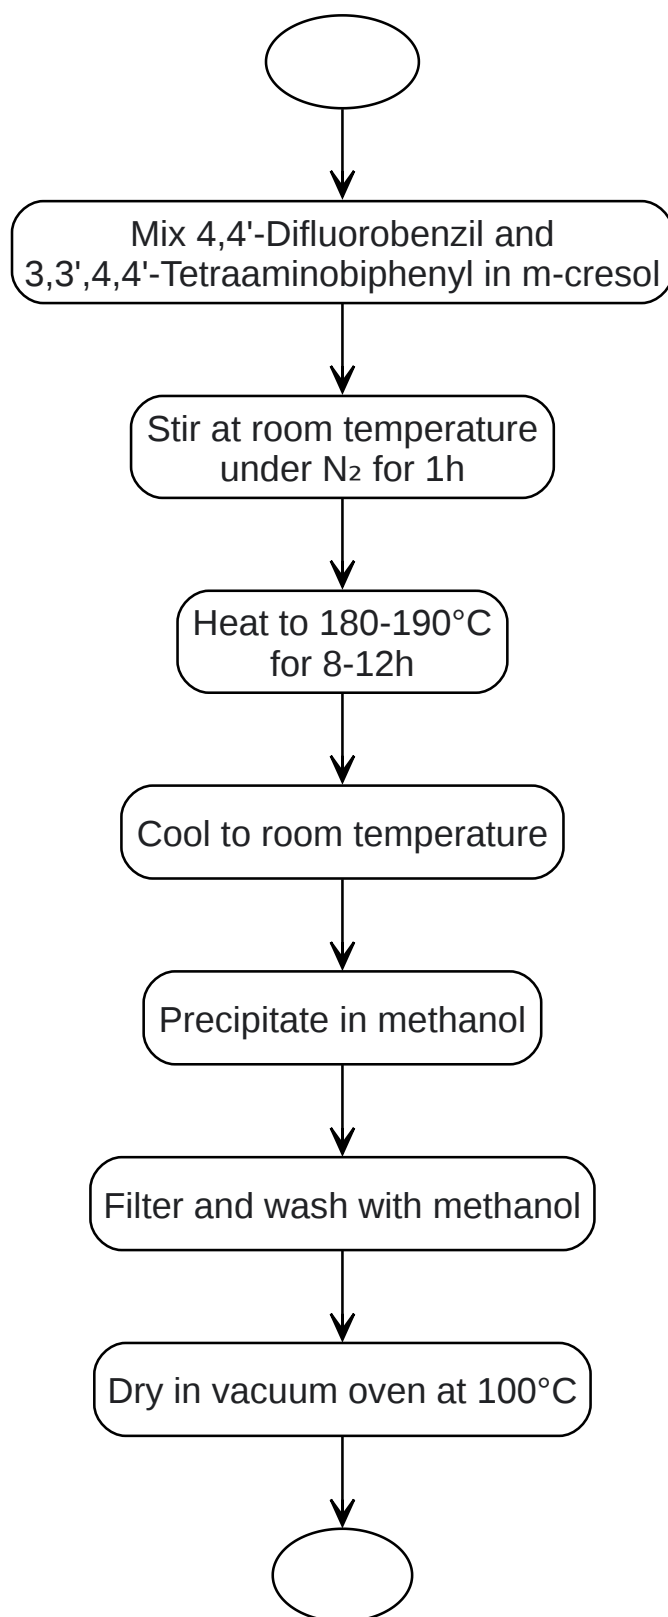 Mix 4,4'-Difluorobenzil and
3,3',4,4'-Tetraaminobiphenyl in m-cresol
Stir at room temperature
under N₂ for 1h
Heat to 180-190°C
for 8-12h
Cool to room temperature
Precipitate in methanol
Filter and wash with methanol
Dry in vacuum oven at 100°C